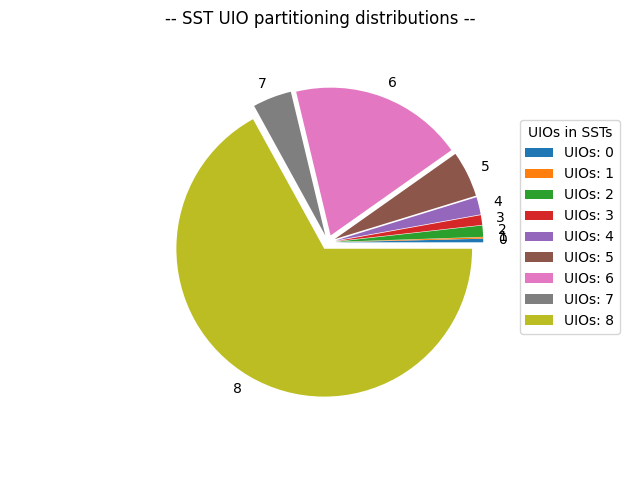 -- SST UIO partitioning distributions --
7
6
5
4
3
2
1
0
8
UIOs in SSTs
UIOs: 0
UIOs: 1
UIOs: 2
UIOs: 3
UIOs: 4
UIOs: 5
UIOs: 6
UIOs: 7
UIOs: 8